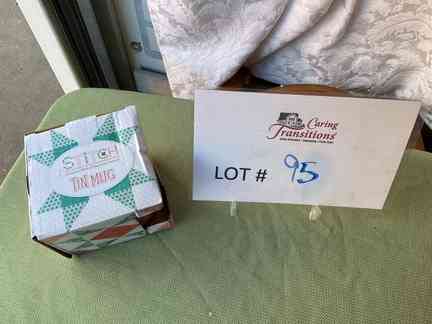 STITCH
TIN MUG
Caring
Transitions
LOT # 95